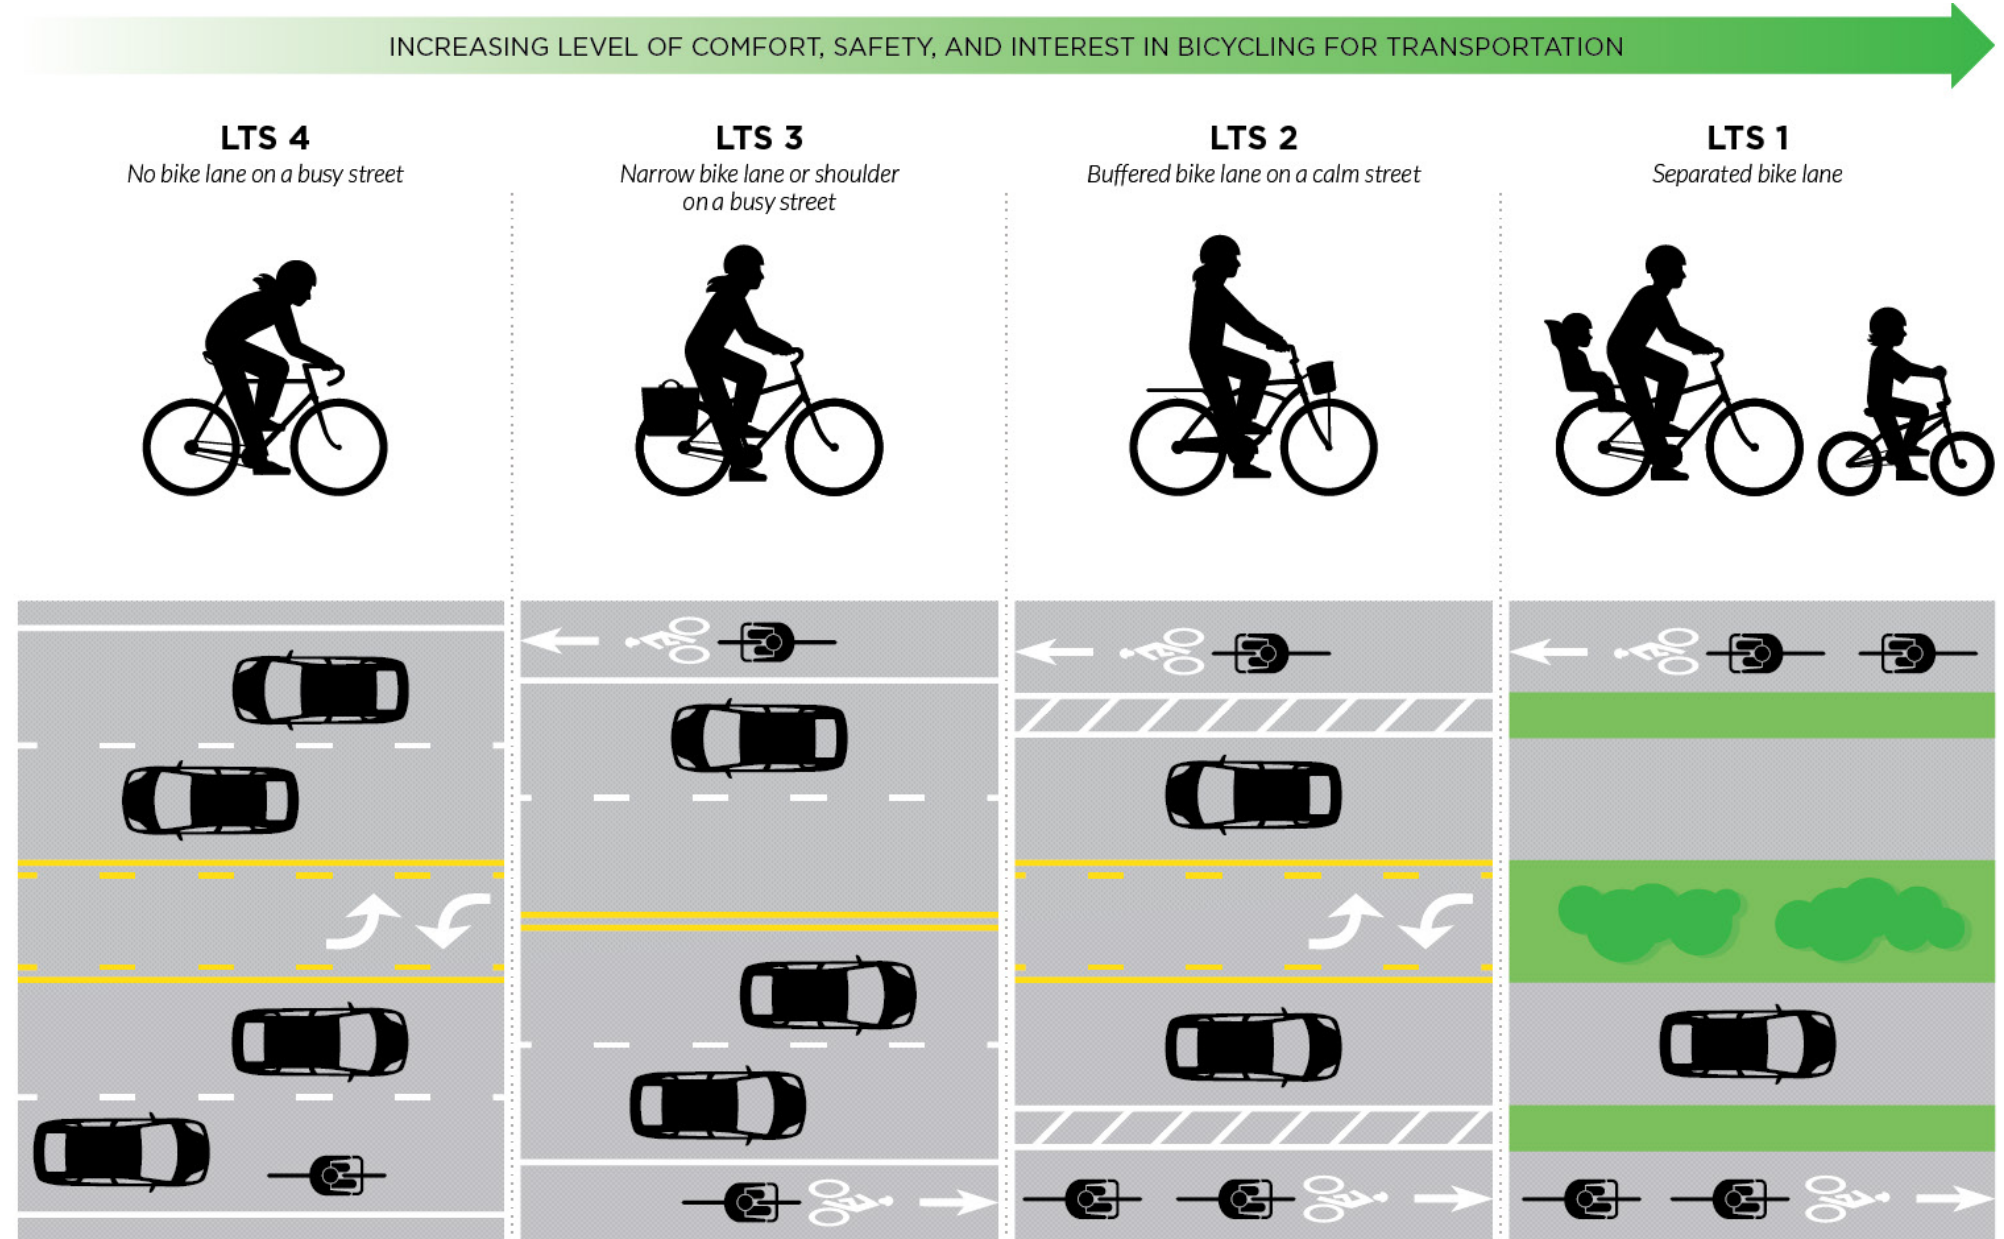 INCREASING LEVEL OF COMFORT, SAFETY, AND INTEREST IN BICYCLING FOR TRANSPORTATION
LTS 4
No bike lane on a busy street
LTS 3
Narrow bike lane or shoulder
on a busy street
LTS 2
Buffered bike lane on a calm street
LTS 1
Separated bike lane